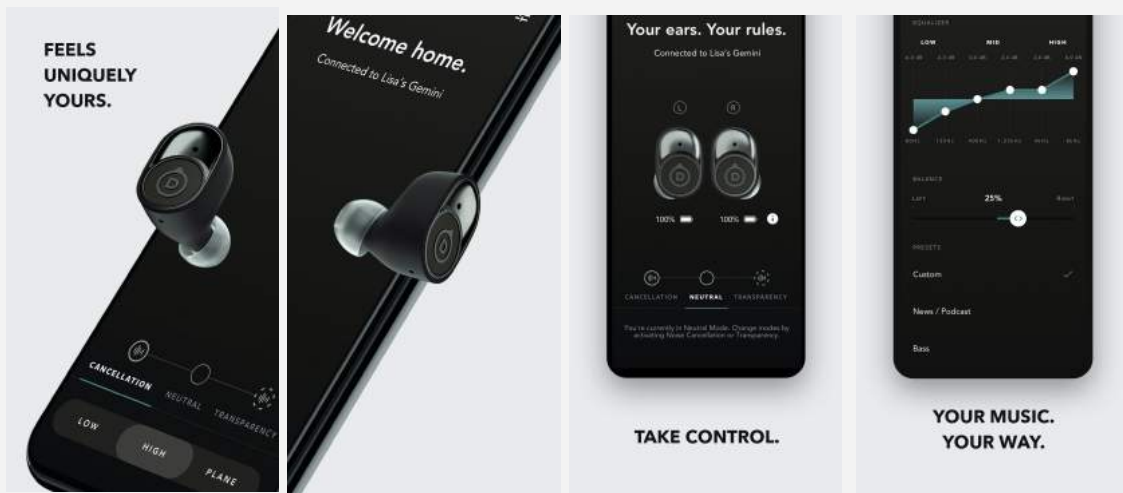 FEELS
UNIQUELY
YOURS.
CANCELLATION
NEUTRAL
TRANSPARENCY
LOW
HIGH
PLANE
Welcome home.
Connected to Lisa's Gemini
Your ears. Your rules.
Connected to Lisa's Gemini
L
R
100%
100%
CANCELLATION
NEUTRAL
TRANSPARENCY
You're currently in Neutral Mode. Change modes by
activating Noise Cancellation or Transparency.
TAKE CONTROL.
EQUALIZER
LOW MID HIGH
BALANCE
Left 25% Right
PRESETS
Custom
News / Podcast
Bass
YOUR MUSIC.
YOUR WAY.